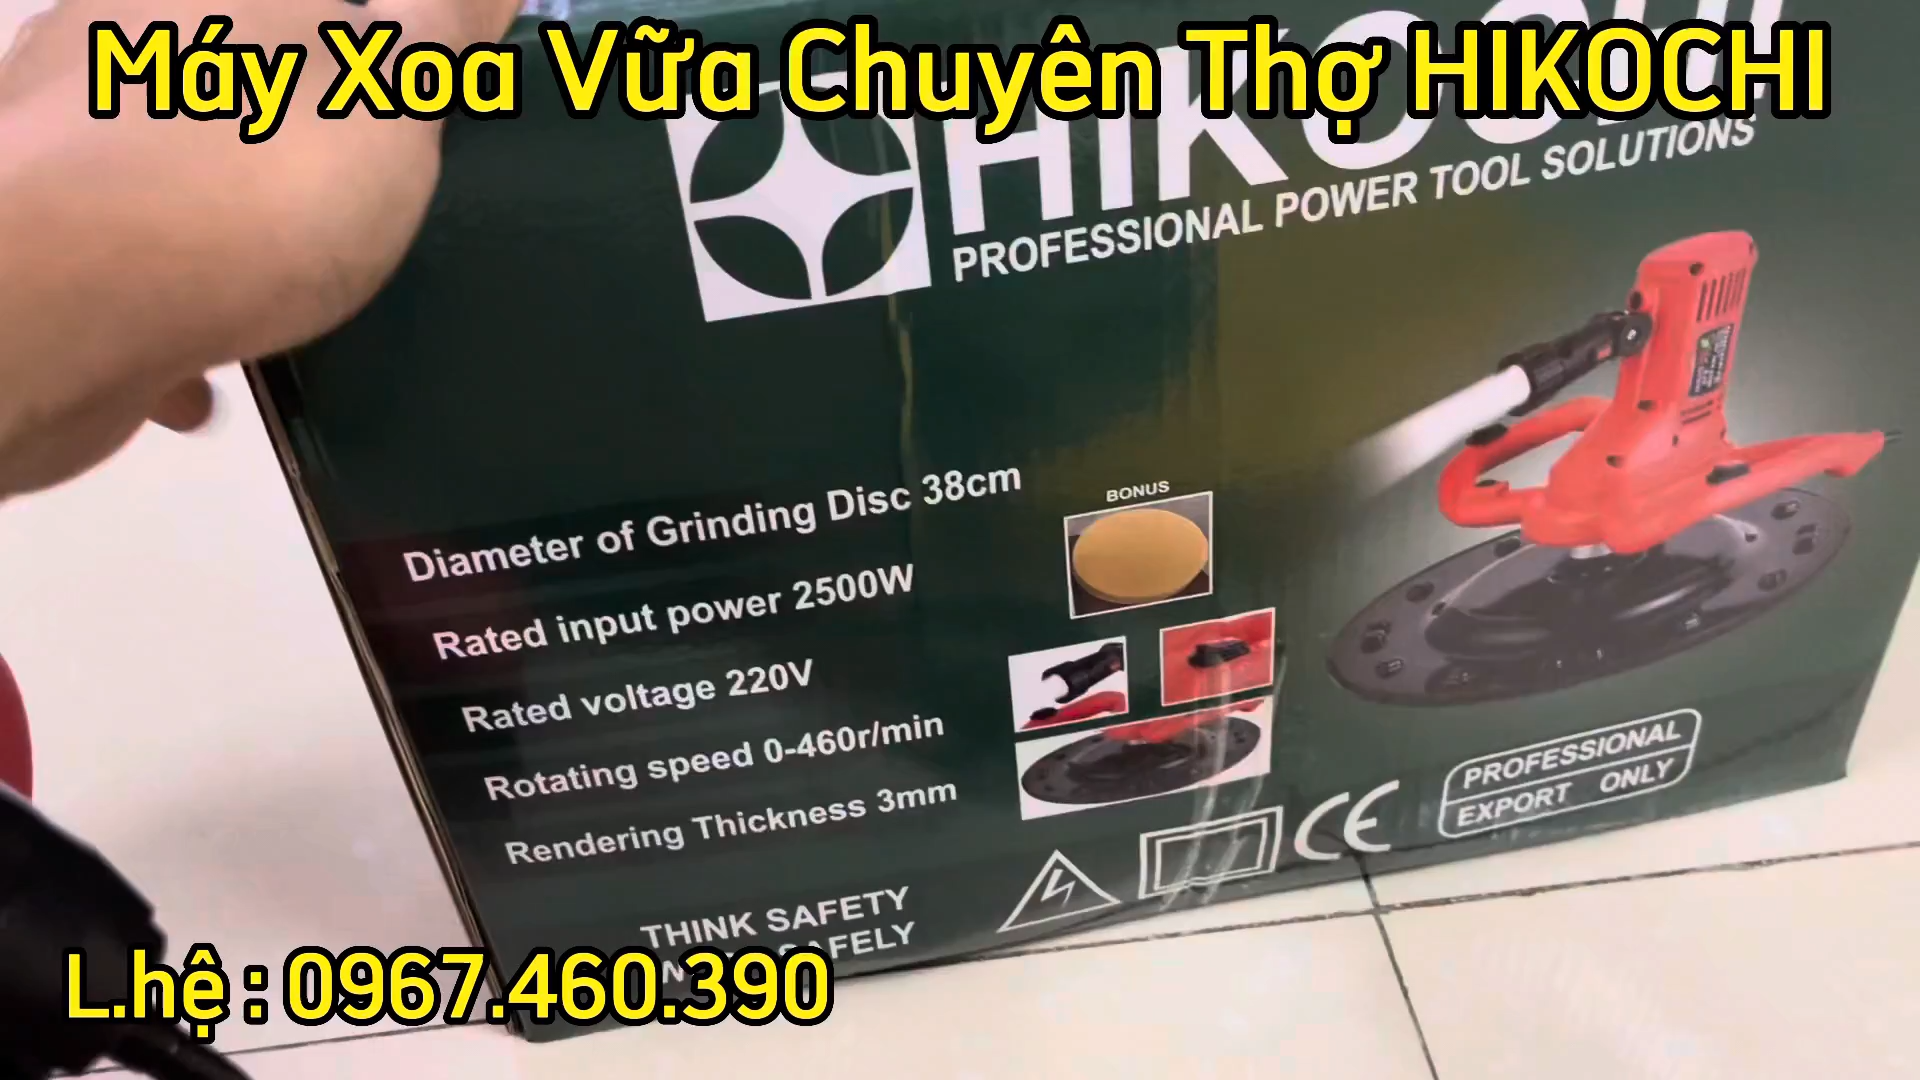 Máy Xoa Vữa Chuyên Thợ HIKOCHI
HIKOCHI
PROFESSIONAL POWER TOOL SOLUTIONS
Diameter of Grinding Disc 38cm
Rated input power 2500W
Rated voltage 220V
Rotating speed 0-460r/min
Rendering Thickness 3mm
BONUS
PROFESSIONAL
EXPORT ONLY
CE
THINK SAFETY
L.hệ : 0967.460.390